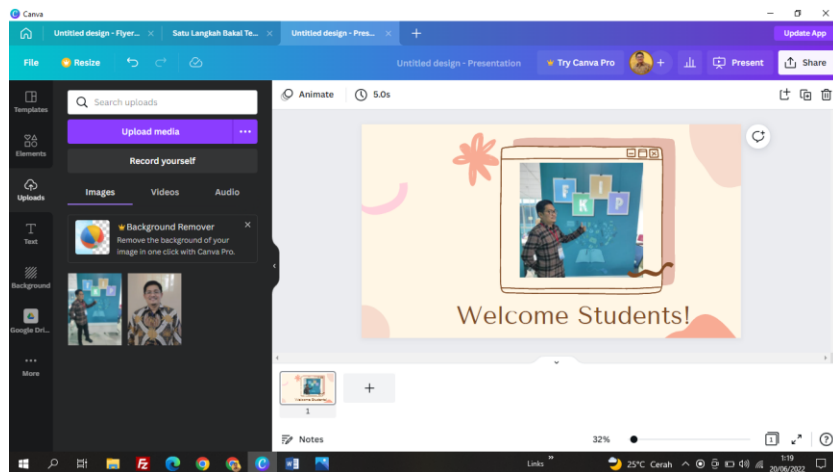 Canva
Untitled design - Flyer...
Satu Langkah Bakal Te...
Untitled design - Pres...
Update App
File
Resize
Untitled design - Presentation
Try Canva Pro
Present
Share
Templates
Elements
Uploads
Text
Background
Google Dri...
More
Search uploads
Upload media
Record yourself
Images
Videos
Audio
Background Remover
Remove the background of your
image in one click with Canva Pro.
Animate
5.0s
F I
K P
Welcome Students!
1
Notes
32%
1
Links
25°C Cerah
1:19
20/06/2022